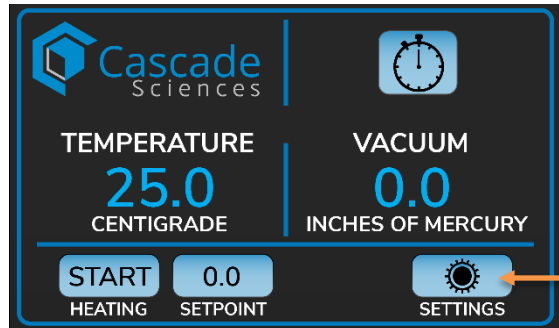 Cascade
Sciences
TEMPERATURE
25.0
CENTIGRADE
VACUUM
0.0
INCHES OF MERCURY
START
HEATING
0.0
SETPOINT
SETTINGS